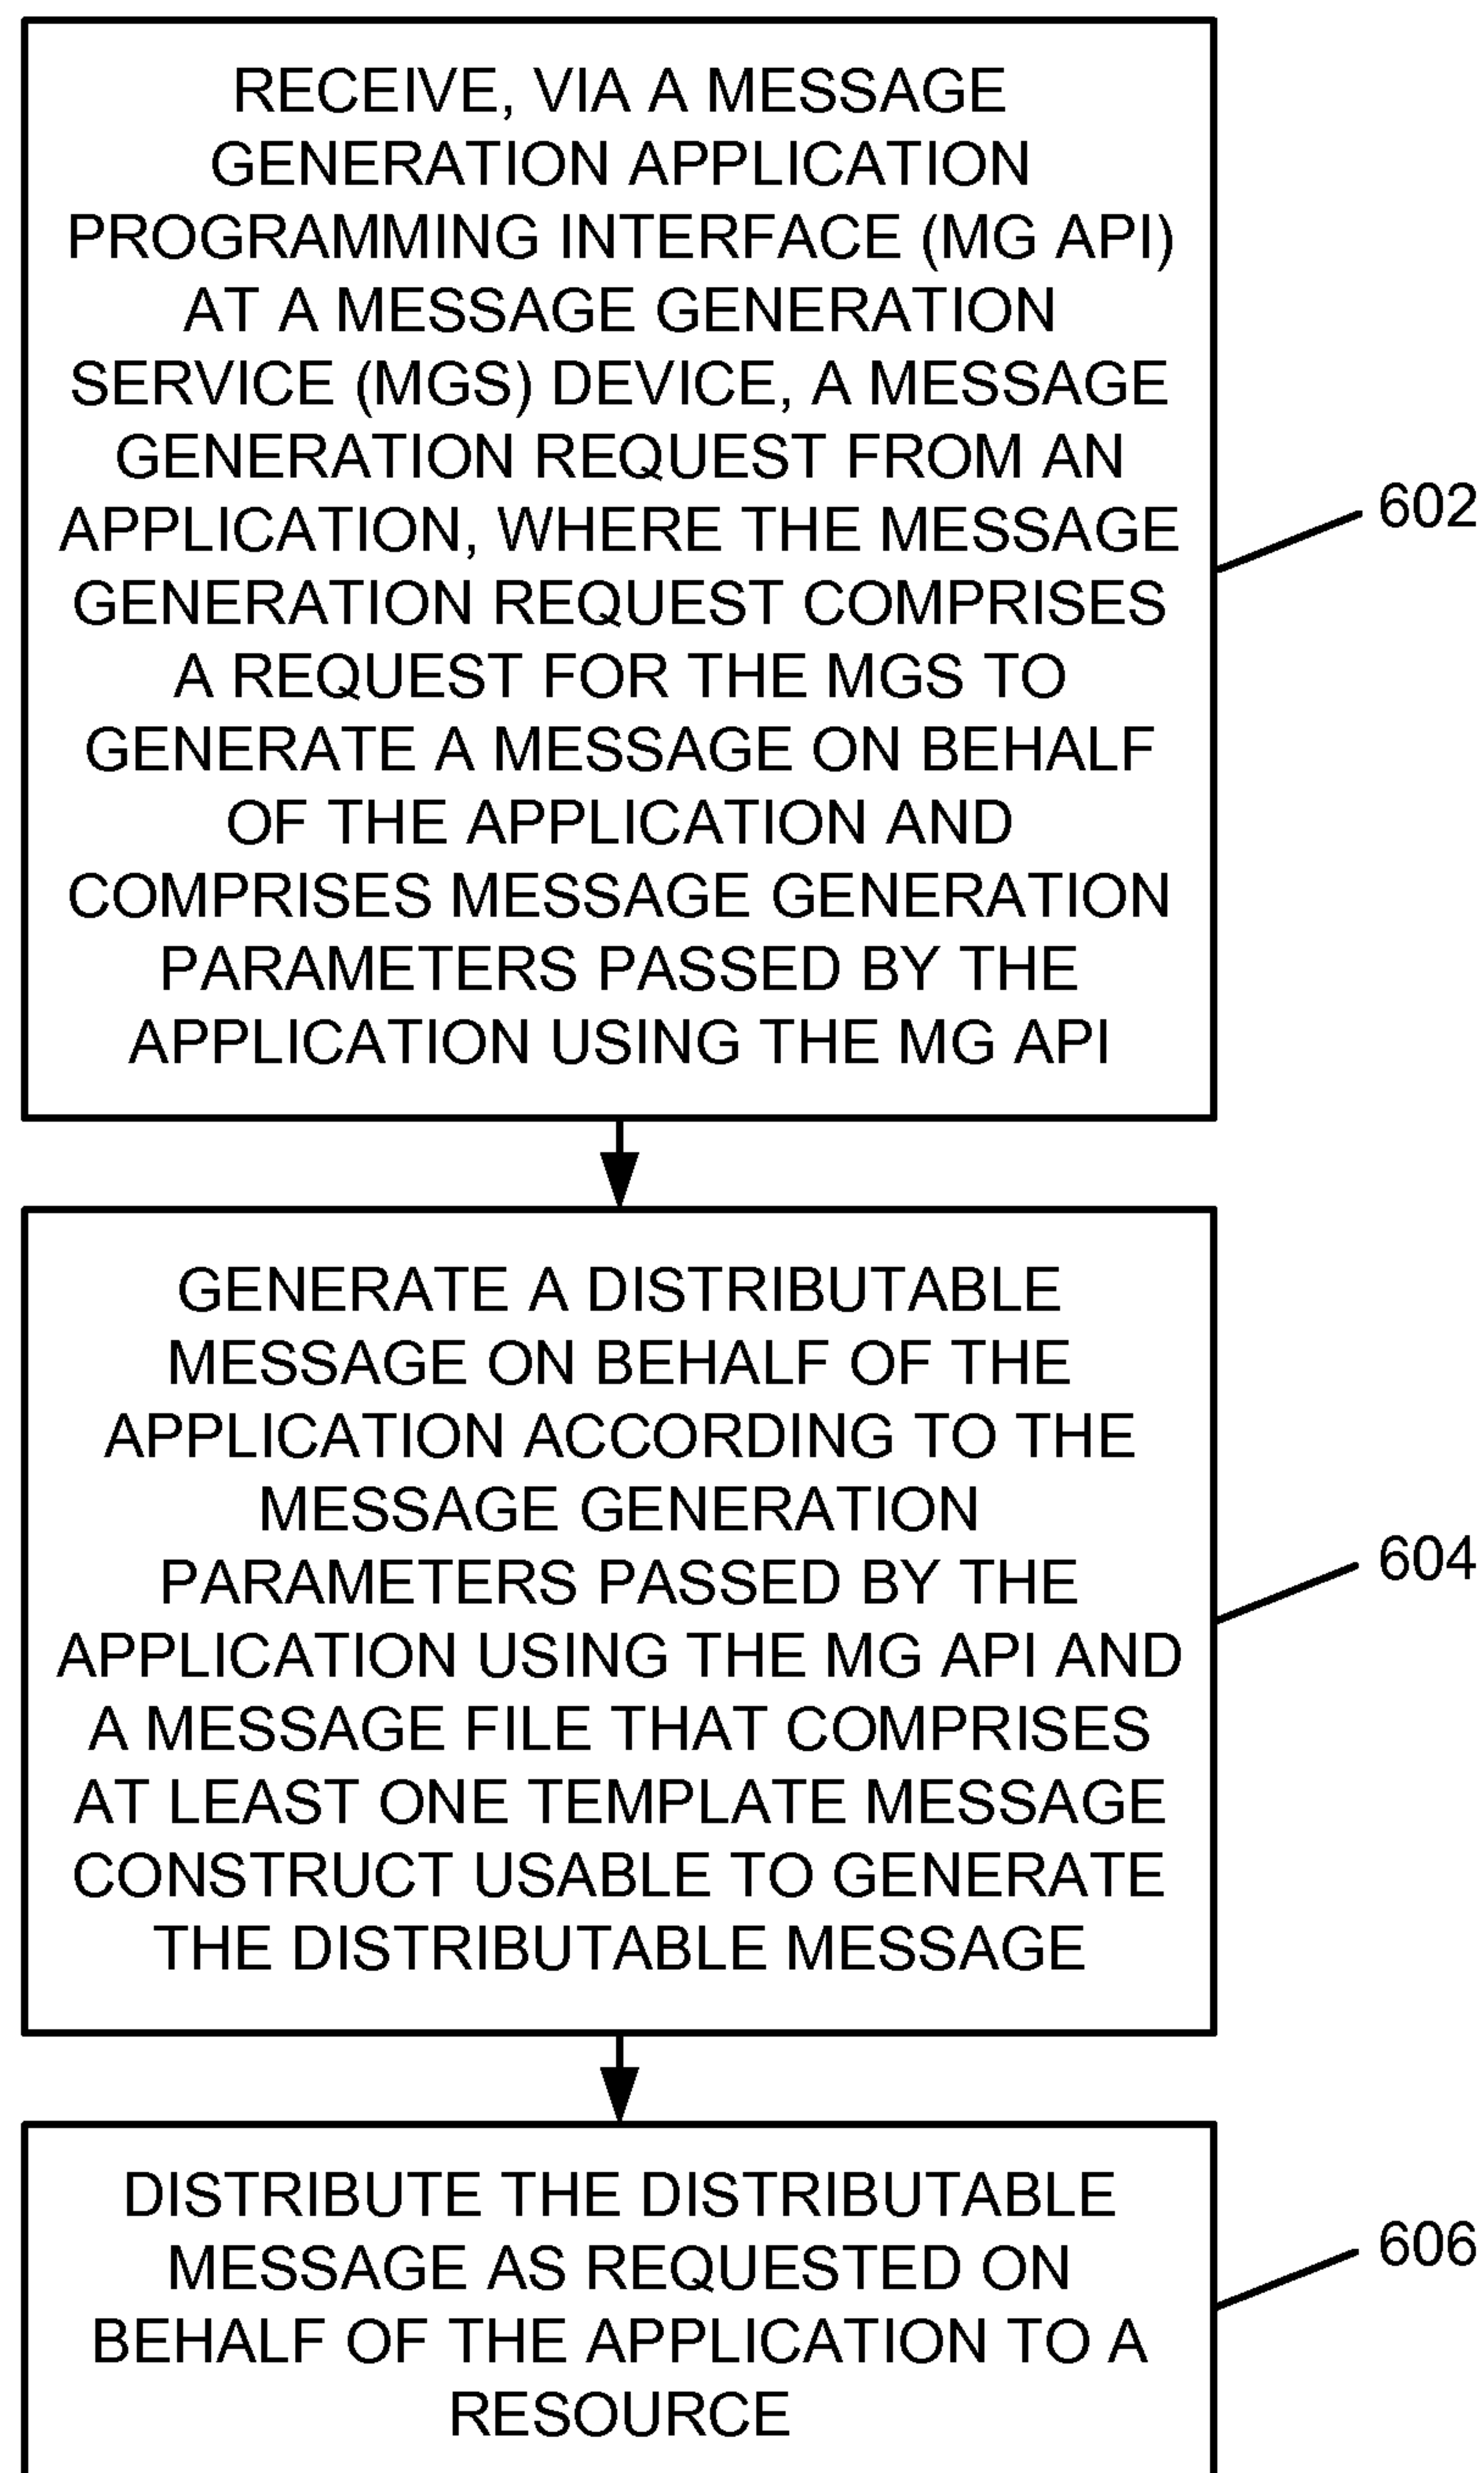 RECEIVE, VIA A MESSAGE
GENERATION APPLICATION
PROGRAMMING INTERFACE (MG API)
AT A MESSAGE GENERATION
SERVICE (MGS) DEVICE, A MESSAGE
GENERATION REQUEST FROM AN
APPLICATION, WHERE THE MESSAGE
GENERATION REQUEST COMPRISES
A REQUEST FOR THE MGS TO
GENERATE A MESSAGE ON BEHALF
OF THE APPLICATION AND
COMPRISES MESSAGE GENERATION
PARAMETERS PASSED BY THE
APPLICATION USING THE MG API
602
GENERATE A DISTRIBUTABLE
MESSAGE ON BEHALF OF THE
APPLICATION ACCORDING TO THE
MESSAGE GENERATION
PARAMETERS PASSED BY THE
APPLICATION USING THE MG API AND
A MESSAGE FILE THAT COMPRISES
AT LEAST ONE TEMPLATE MESSAGE
CONSTRUCT USABLE TO GENERATE
THE DISTRIBUTABLE MESSAGE
604
DISTRIBUTE THE DISTRIBUTABLE
MESSAGE AS REQUESTED ON
BEHALF OF THE APPLICATION TO A
RESOURCE
606